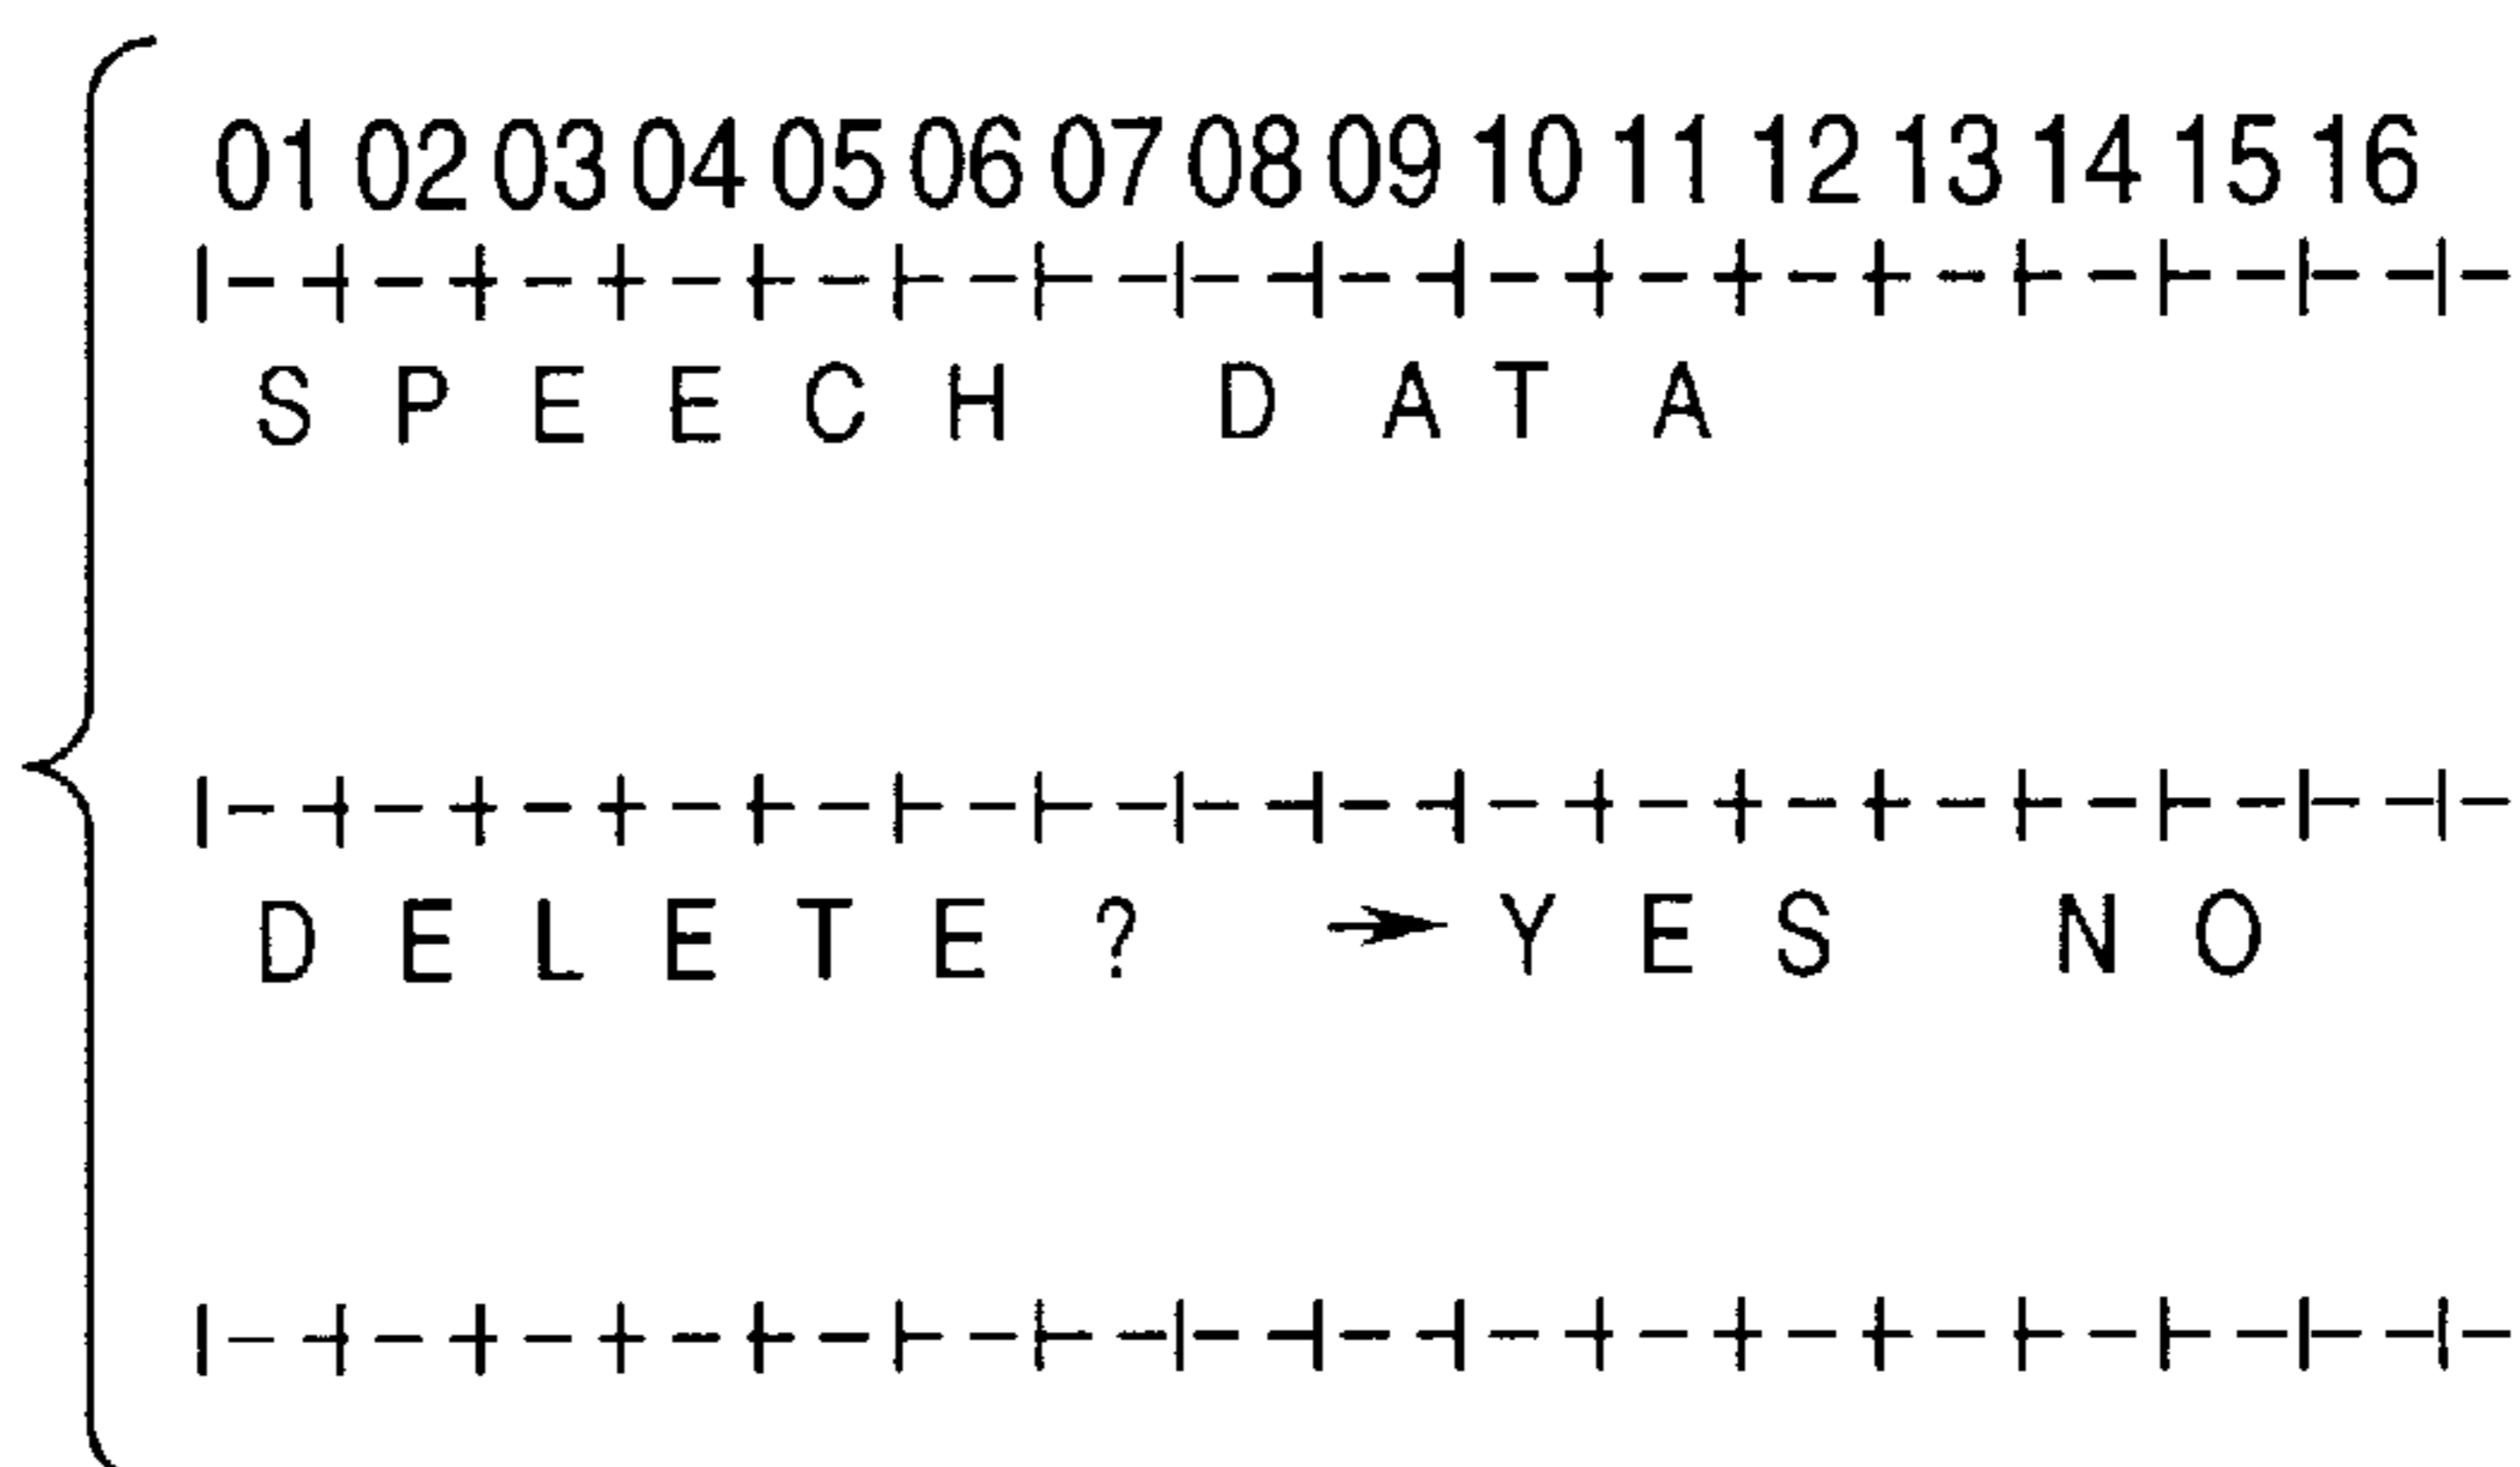 01 02 03 04 05 06 07 08 09 10 11 12 13 14 15 16
SPEECH DATA
DELETE? →YES NO